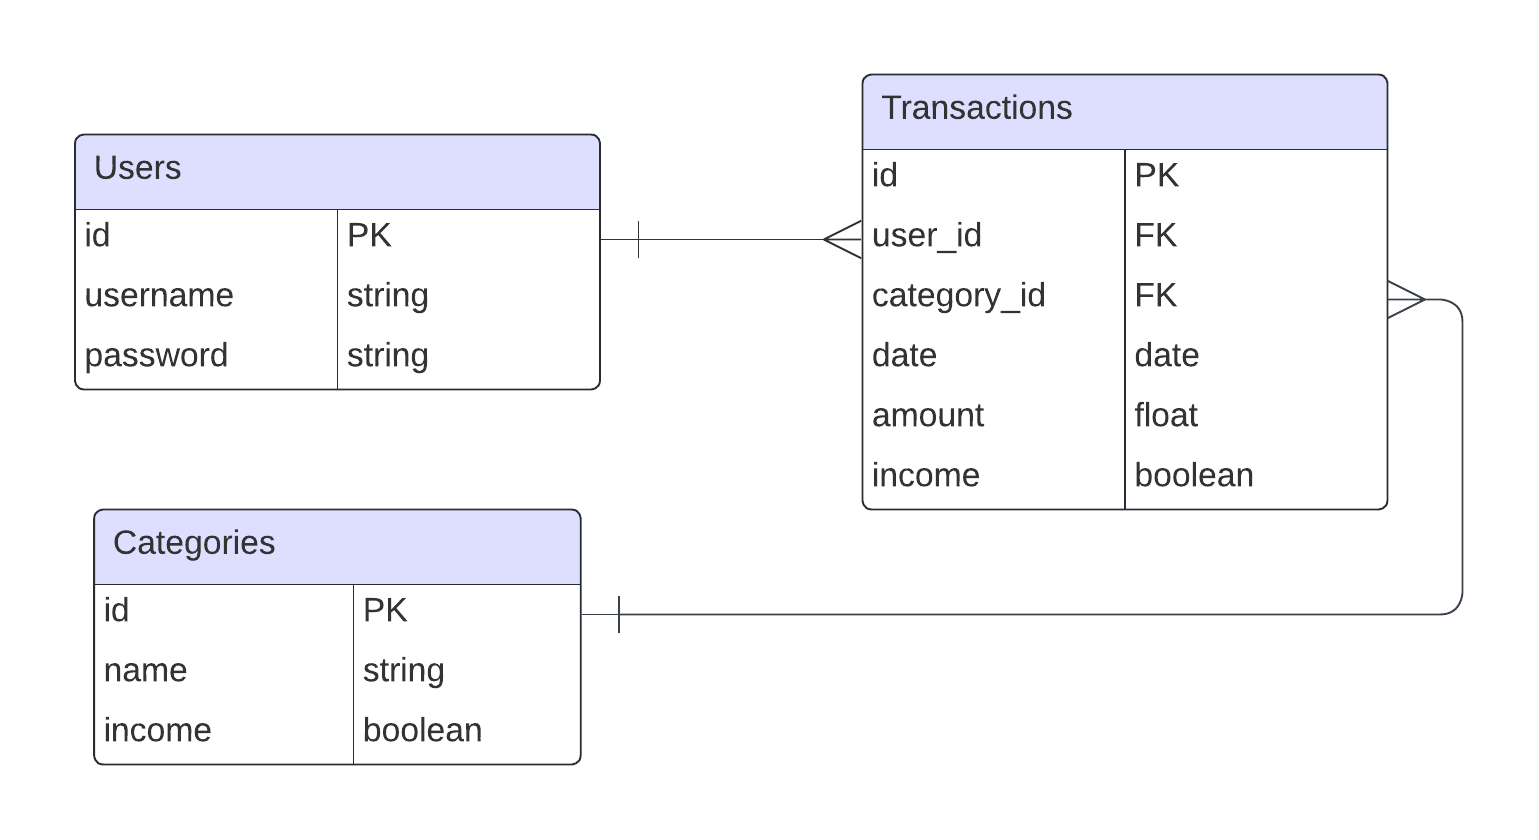 Users
id PK
username string
password string
Transactions
id PK
user_id FK
category_id FK
date date
amount float
income boolean
Categories
id PK
name string
income boolean